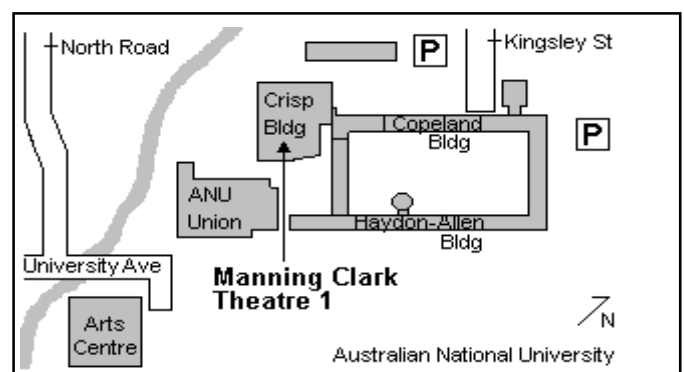 North Road
P
Kingsley St
Crisp
Bldg
Copeland
Bldg
P
ANU
Union
Haydon-Allen
Bldg
University Ave
Manning Clark
Theatre 1
Arts
Centre
N
Australian National University